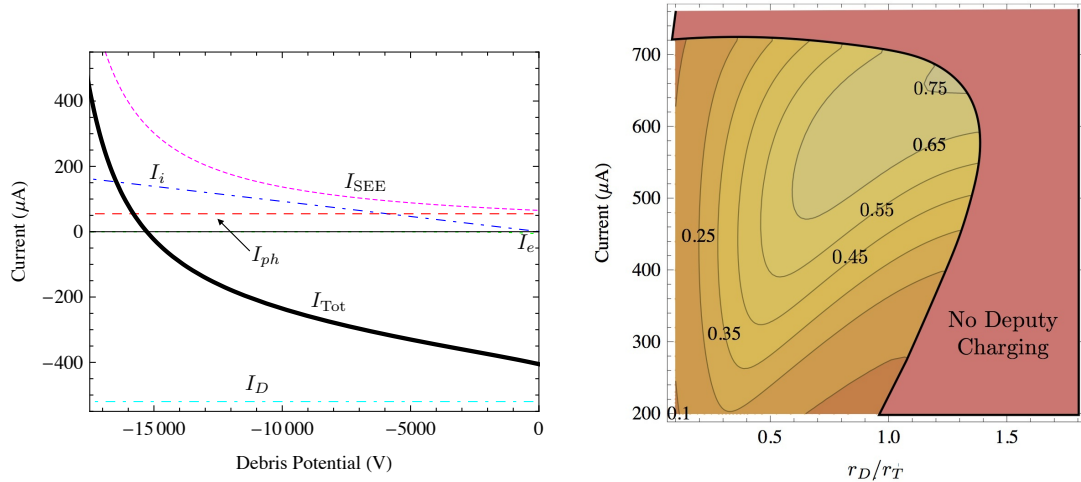 400
200
0
−200
−400
−15 000
−10 000
−5000
0
Current (μA)
Debris Potential (V)
I_i
I_SEE
I_ph
I_e
I_Tot
I_D
700
600
500
400
300
200
0.5
1.0
1.5
Current (μA)
r_D/r_T
0.75
0.65
0.55
0.45
0.25
0.35
0.1
No Deputy
Charging